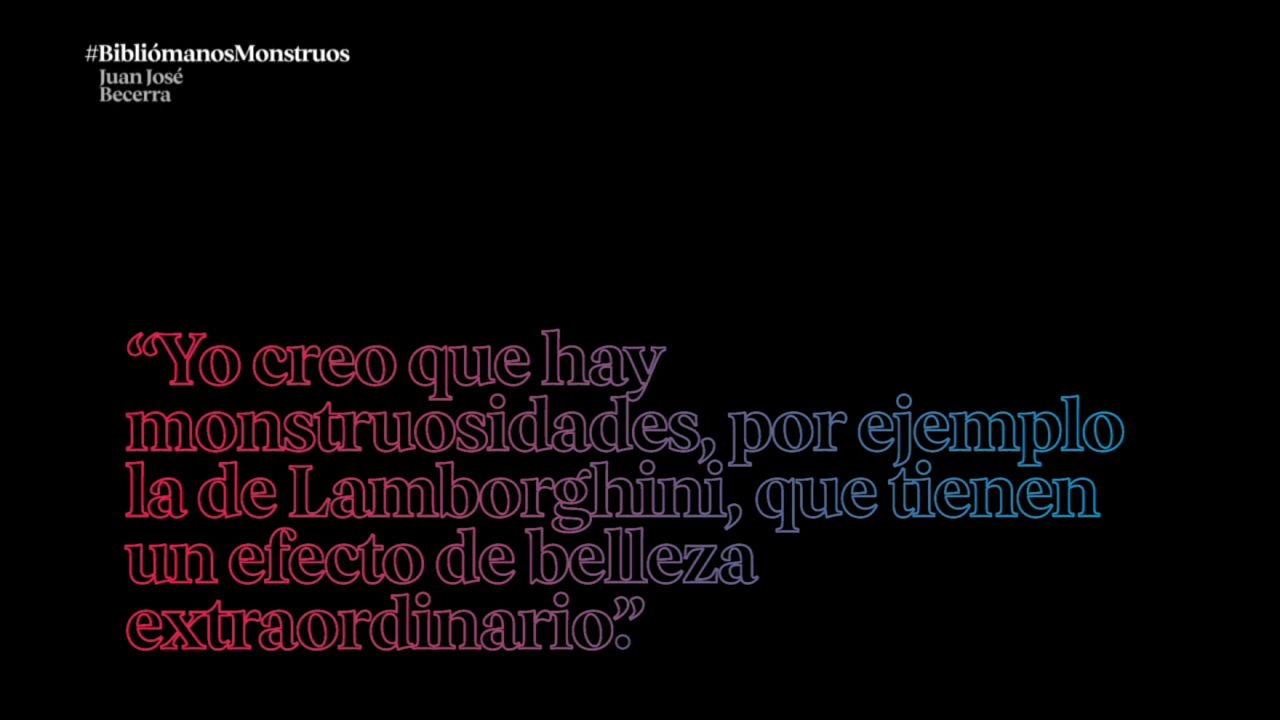 #BibliómanosMonstruos
Juan José
Becerra
“Yo creo que hay
monstruosidades, por ejemplo
la de Lamborghini, que tienen
un efecto de belleza
extraordinario”.